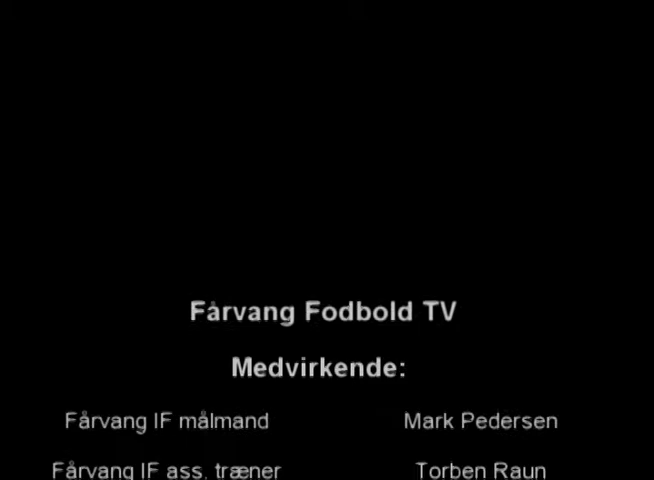 Fårvang Fodbold TV
Medvirkende:
Fårvang IF målmand Mark Pedersen
Fårvang IF ass. træner Torben Raun